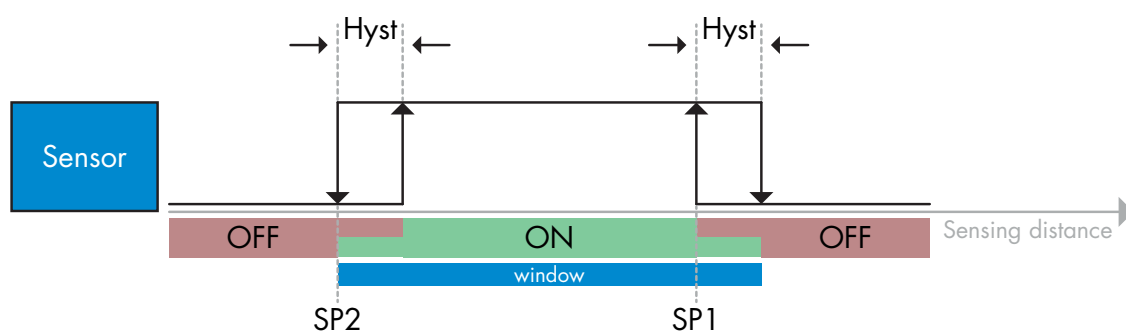 Hyst
Hyst
Sensor
Sensing distance
OFF
ON
OFF
window
SP2
SP1